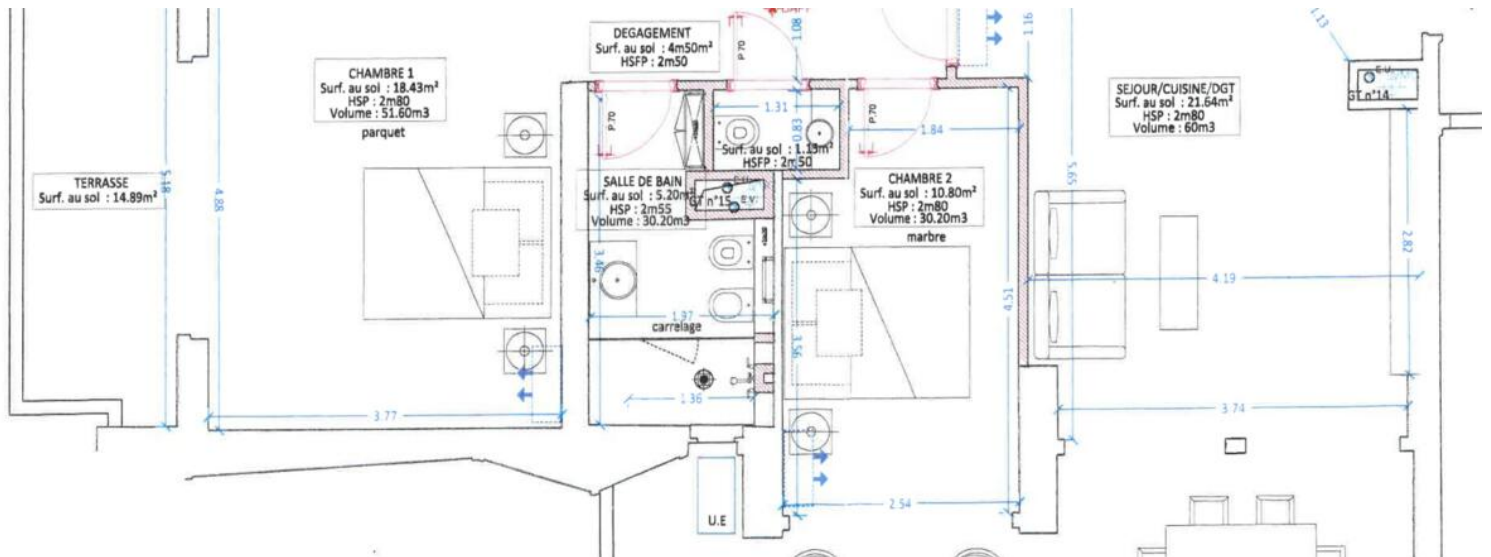 DEGAGEMENT
Surf. au sol : 4m50m²
HSFP : 2m50
P.70
1.08
1.16
1.13
CHAMBRE 1
Surf. au sol : 18.43m²
HSP : 2m80
Volume : 51.60m3
parquet
SEJOUR/CUISINE/DGT
Surf. au sol : 21.64m²
HSP : 2m80
Volume : 60m3
E.U
GT n°14
P.70
1.31
0.83
P.70
1.84
Surf. au sol : 1.13m²
HSFP : 2m50
TERRASSE
Surf. au sol : 14.89m²
5.18
4.88
SALLE DE BAIN
Surf. au sol : 5.20m²
HSP : 2m55
Volume : 30.20m3
GT n°15
E.V.
CHAMBRE 2
Surf. au sol : 10.80m²
HSP : 2m80
Volume : 30.20m3
marbre
5.65
2.82
3.46
4.19
4.51
1.97
carrelage
3.56
1.36
3.77
3.74
2.54
U.E